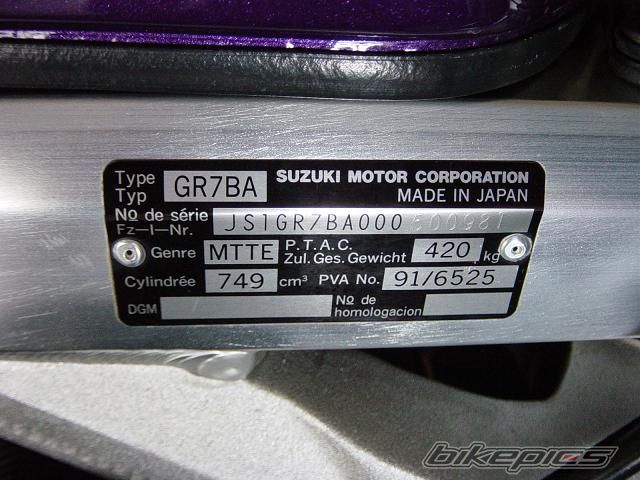 Type
Typ GR7BA
SUZUKI MOTOR CORPORATION
MADE IN JAPAN
Nº de série
Fz-I-Nr. JS1GR7BA000500981
Genre MTTE P.T.A.C.
Zul.Ges.Gewicht 420 kg
Cylindrée 749 cm³ PVA No. 91/6525
DGM Nº de
homologacion
bikepics